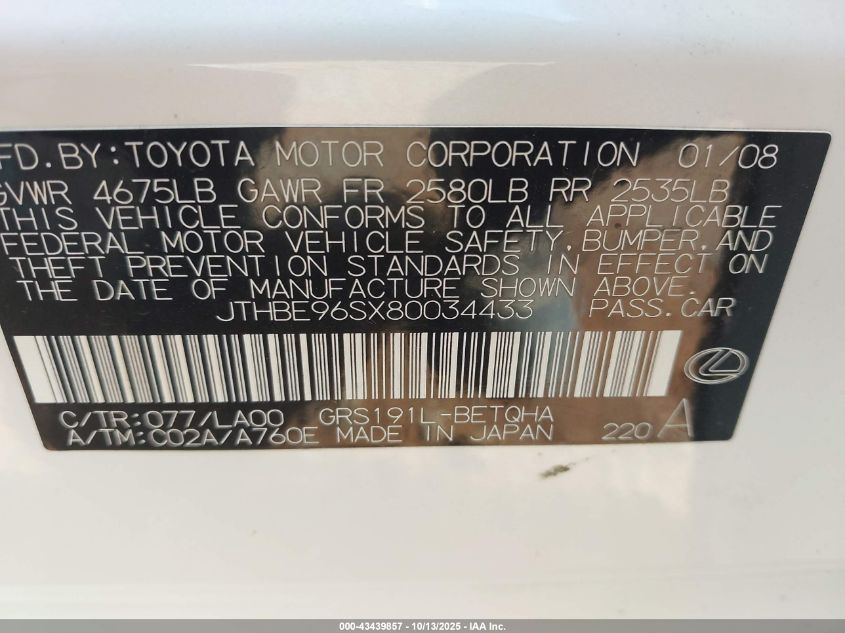 FD. BY: TOYOTA MOTOR CORPORATION 01/08
GVWR 4675LB GAWR FR 2580LB RR 2535LB
THIS VEHICLE CONFORMS TO ALL APPLICABLE
FEDERAL MOTOR VEHICLE SAFETY, BUMPER, AND
THEFT PREVENTION STANDARDS IN EFFECT ON
THE DATE OF MANUFACTURE SHOWN ABOVE.
JTHBE96SX80034433 PASS. CAR
C/TR: 077/LA00 GRS191L-BETQHA
A/TM: C02A/A760E MADE IN JAPAN 220 A
000-43439857 - 10/13/2025 - IAA Inc.